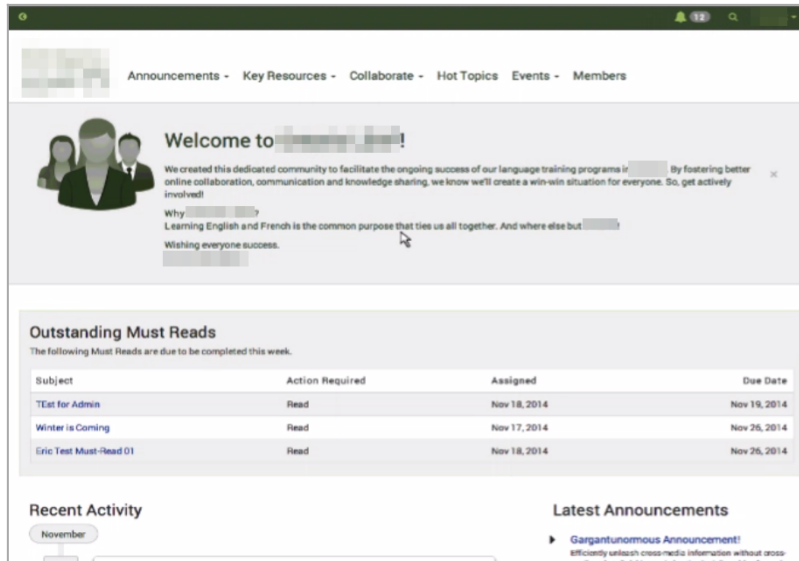 12
Announcements Key Resources Collaborate Hot Topics Events Members
Welcome to !
We created this dedicated community to facilitate the ongoing success of our language training programs in . By fostering better
online collaboration, communication and knowledge sharing, we know we'll create a win-win situation for everyone. So, get actively
involved!
Why ?
Learning English and French is the common purpose that ties us all together. And where else but !
Wishing everyone success.
Outstanding Must Reads
The following Must Reads are due to be completed this week.
Subject Action Required Assigned Due Date
TEst for Admin Read Nov 18, 2014 Nov 19, 2014
Winter is Coming Read Nov 17, 2014 Nov 26, 2014
Eric Test Must-Read 01 Read Nov 18, 2014 Nov 26, 2014
Recent Activity
November
Latest Announcements
Gargantunormous Announcement!
Efficiently unleash cross-media information without cross-